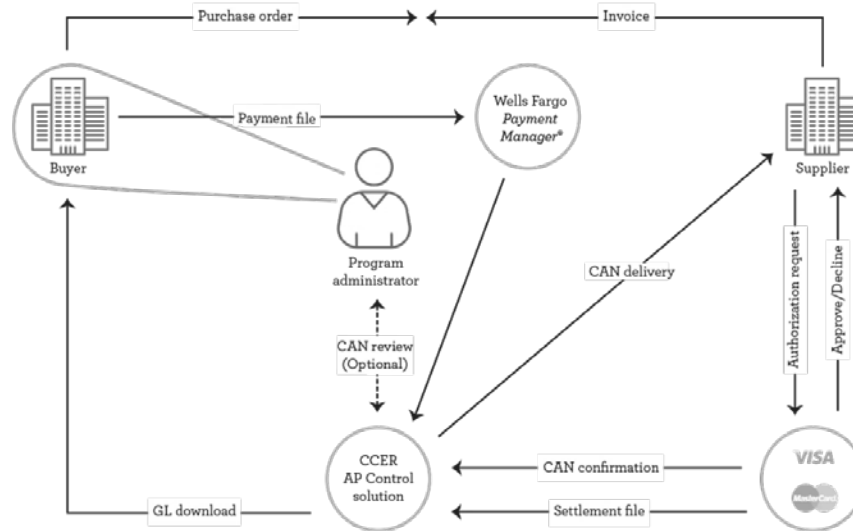 Purchase order
Invoice
Payment file
Wells Fargo
Payment
Manager®
Buyer
Supplier
Program
administrator
CAN delivery
Authorization request
Approve/Decline
CAN review
(Optional)
CCER
AP Control
solution
CAN confirmation
VISA
MasterCard
GL download
Settlement file